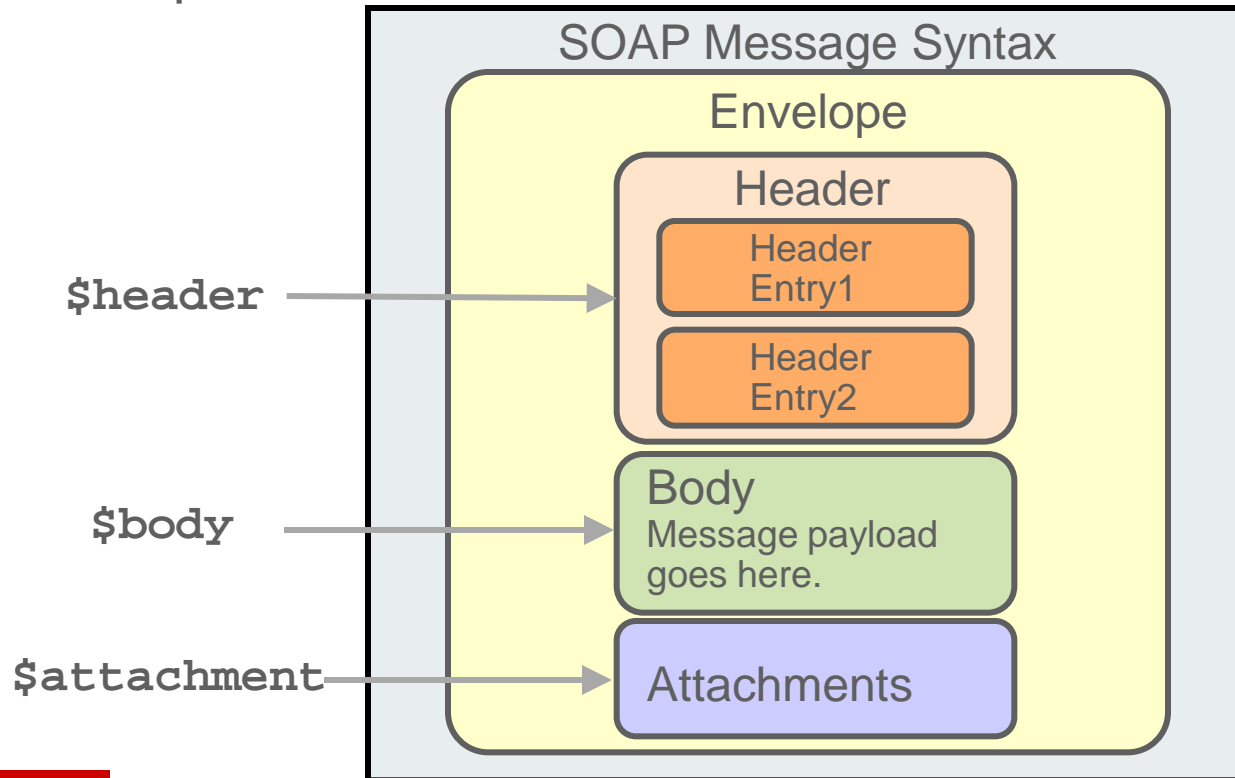 SOAP Message Syntax
Envelope
Header
Header
Entry1
$header
Header
Entry2
Body
$body
Message payload
goes here.
$attachment
Attachments